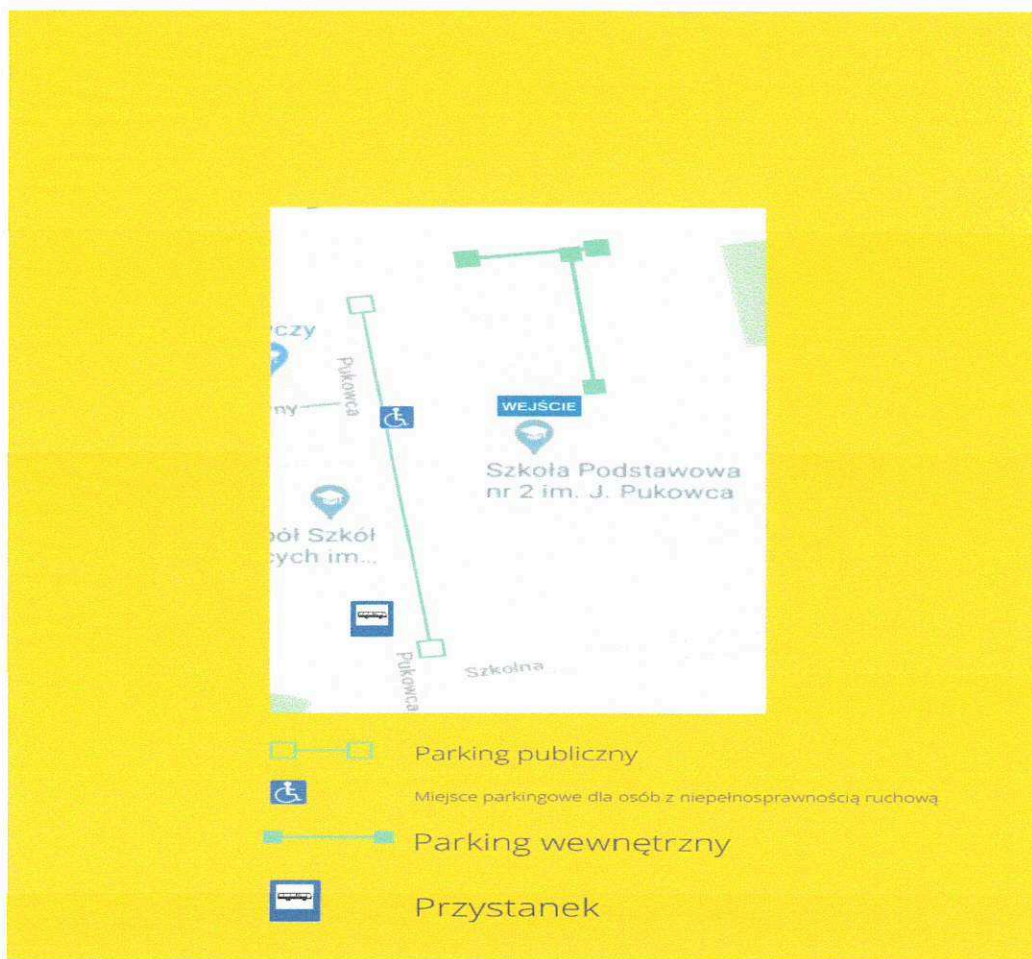 czy
Pukowca
ny
WEJŚCIE
Szkoła Podstawowa
nr 2 im. J. Pukowca
ół Szkół
cych im...
Pukowca
Szkolna
Parking publiczny
Miejsce parkingowe dla osób z niepełnosprawnością ruchową
Parking wewnętrzny
Przystanek